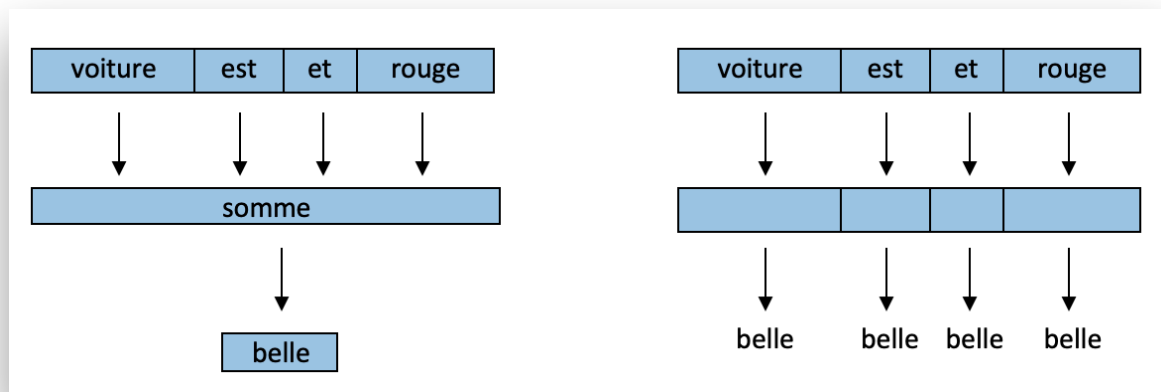 voiture est et rouge
somme
belle
voiture est et rouge
belle belle belle belle